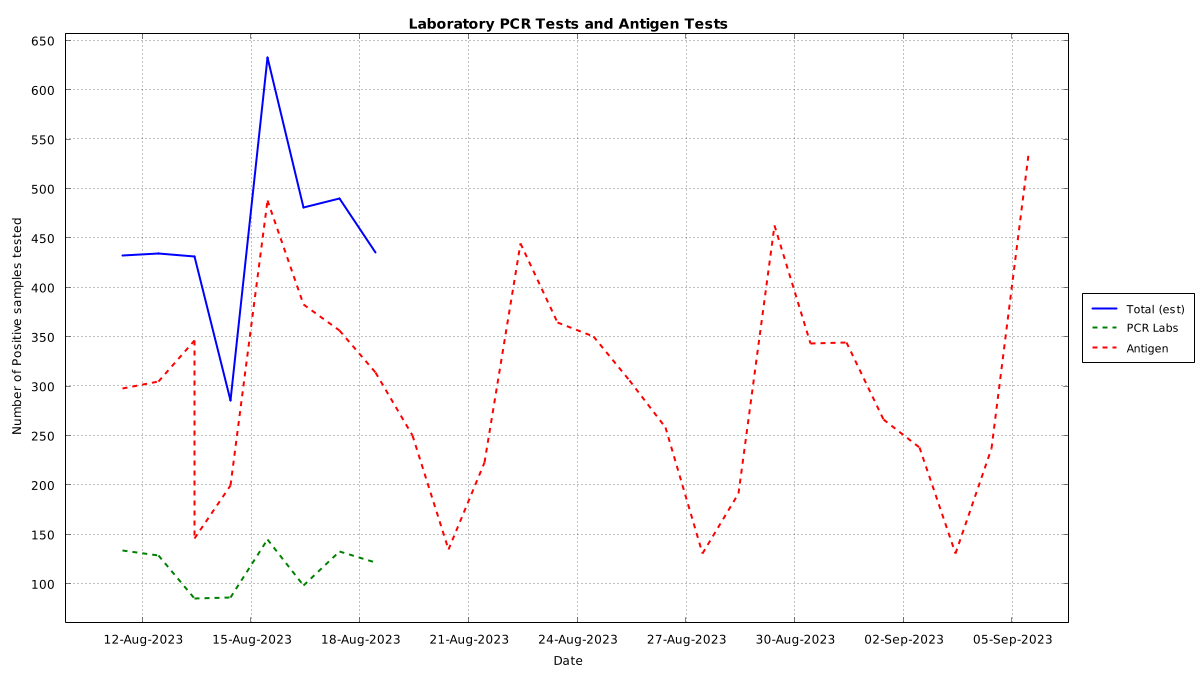 Laboratory PCR Tests and Antigen Tests
650
600
550
500
450
400
350
300
250
200
150
100
Number of Positive samples tested
12-Aug-2023 15-Aug-2023 18-Aug-2023 21-Aug-2023 24-Aug-2023 27-Aug-2023 30-Aug-2023 02-Sep-2023 05-Sep-2023
Date
Total (est)
PCR Labs
Antigen